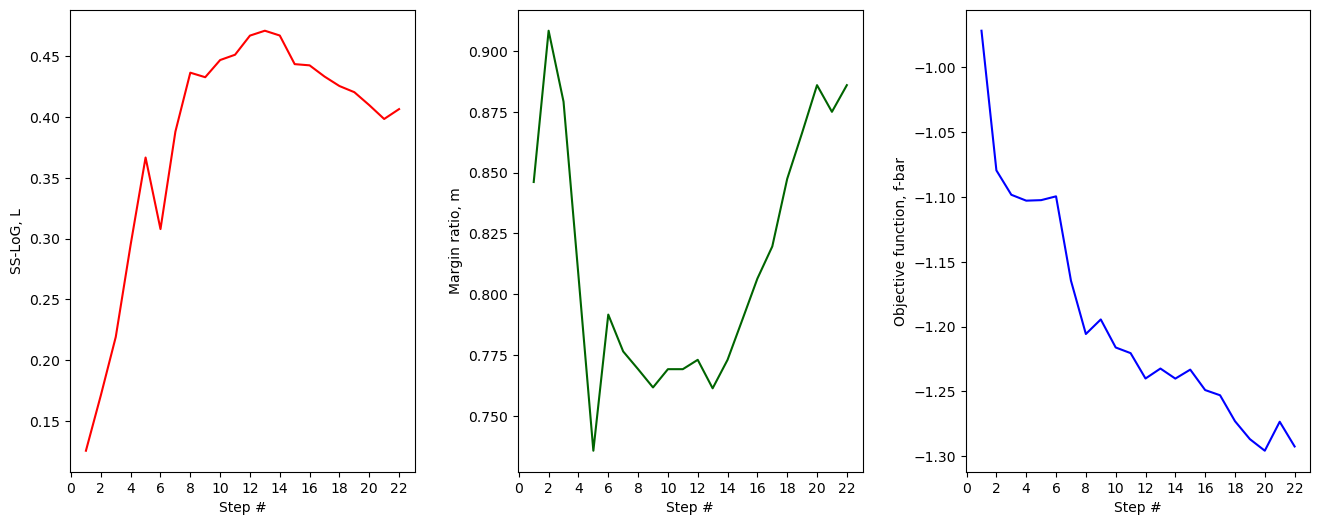 SS-LoG, L
0.45
0.40
0.35
0.30
0.25
0.20
0.15
0 2 4 6 8 10 12 14 16 18 20 22
Step #
Margin ratio, m
0.900
0.875
0.850
0.825
0.800
0.775
0.750
0 2 4 6 8 10 12 14 16 18 20 22
Step #
Objective function, f-bar
−1.00
−1.05
−1.10
−1.15
−1.20
−1.25
−1.30
0 2 4 6 8 10 12 14 16 18 20 22
Step #